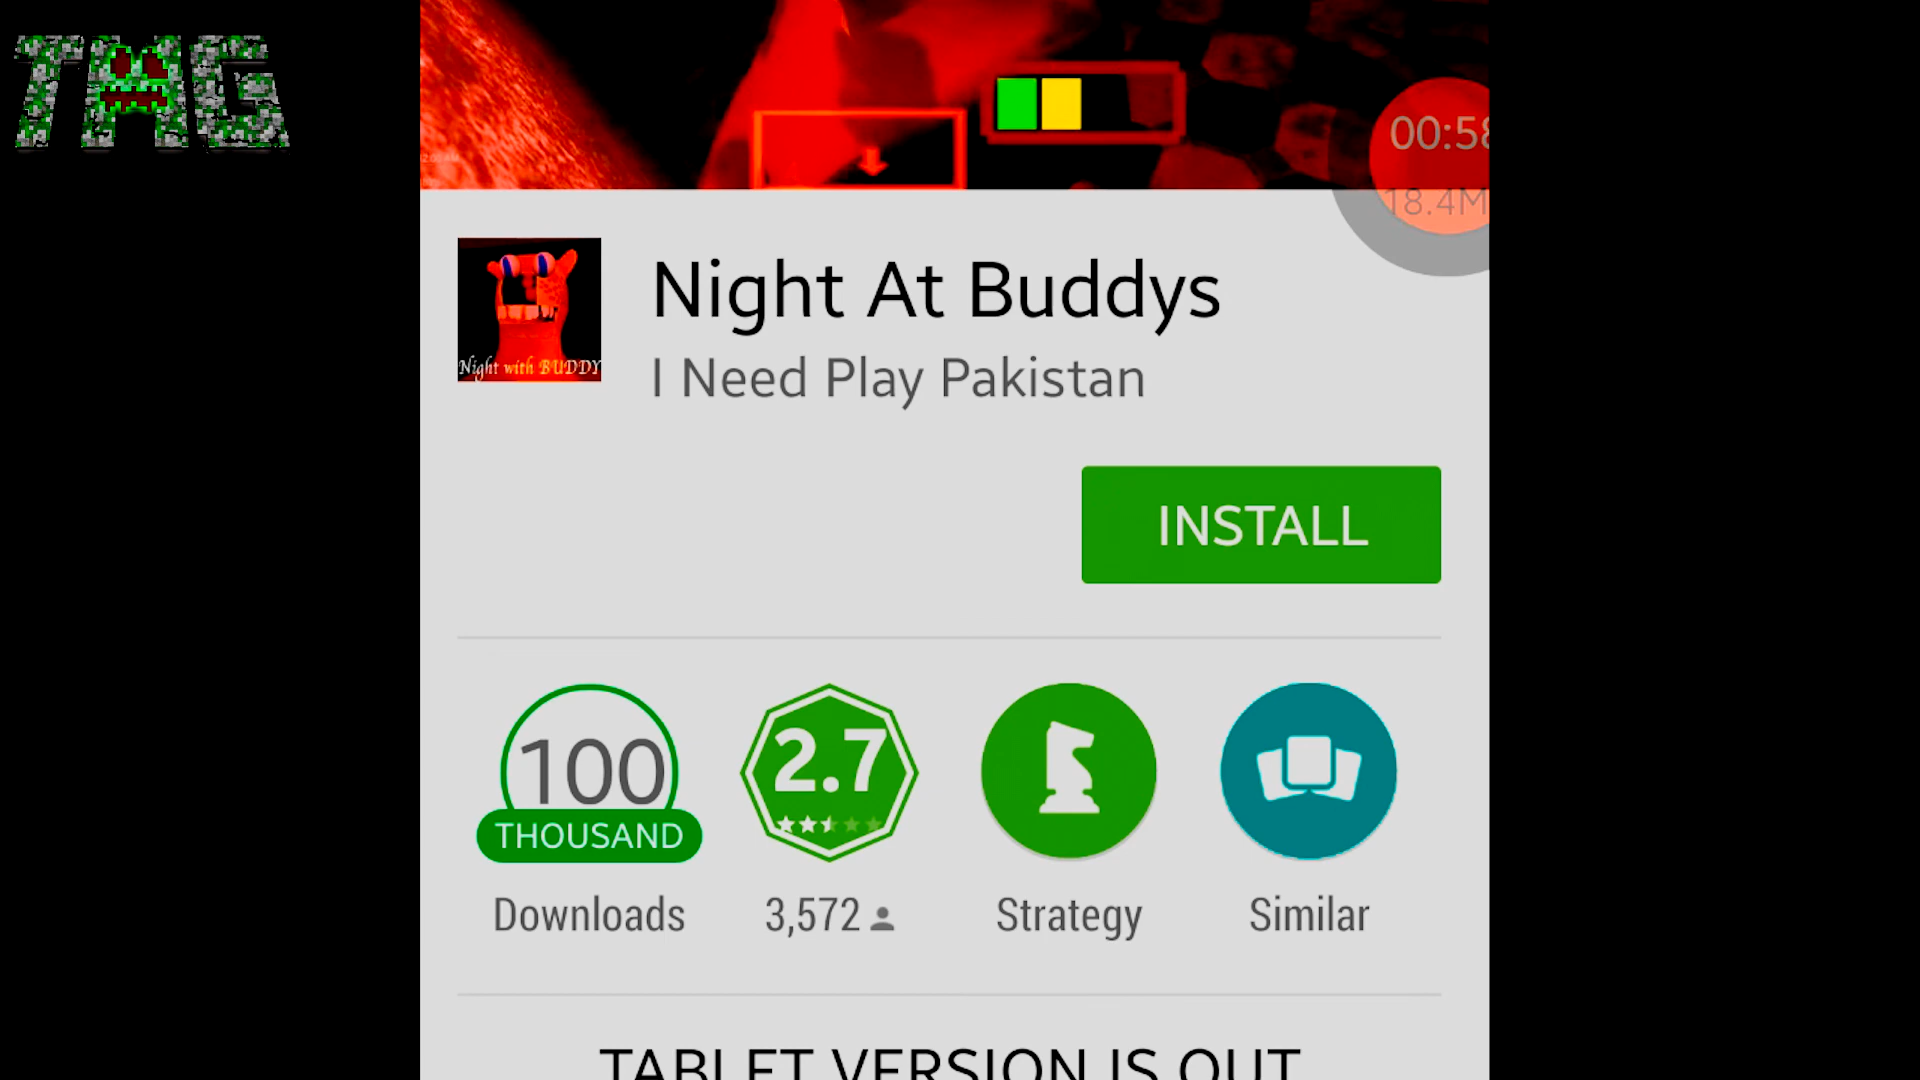 TMG
00:58
18.4M
Night with BUDDY
Night At Buddys
I Need Play Pakistan
INSTALL
100
THOUSAND
2.7
Downloads
3,572
Strategy
Similar
TABLET VERSION IS OUT